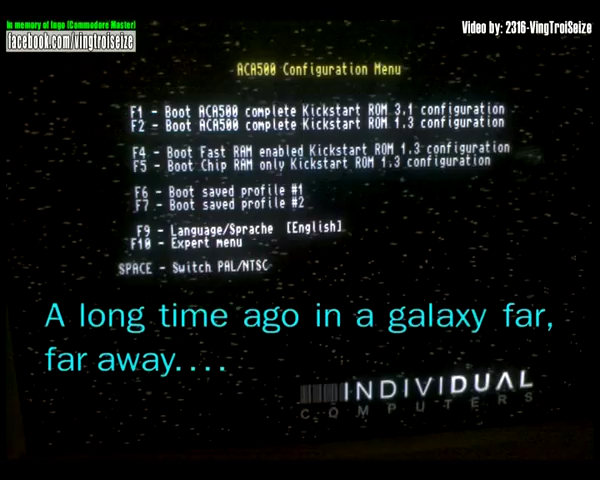 In memory of Ingo (Commodore Master)
facebook.com/vingtroiseize
Video by: 2316-VingTroiSeize
ACA500 Configuration Menu
F1 - Boot ACA500 complete Kickstart ROM 3.1 configuration
F2 - Boot ACA500 complete Kickstart ROM 1.3 configuration
F4 - Boot Fast RAM enabled Kickstart ROM 1.3 configuration
F5 - Boot Chip RAM only Kickstart ROM 1.3 configuration
F6 - Boot saved profile #1
F7 - Boot saved profile #2
F9 - Language/Sprache [English]
F10 - Expert menu
SPACE - Switch PAL/NTSC
A long time ago in a galaxy far,
far away....
INDIVIDUAL
COMPUTERS